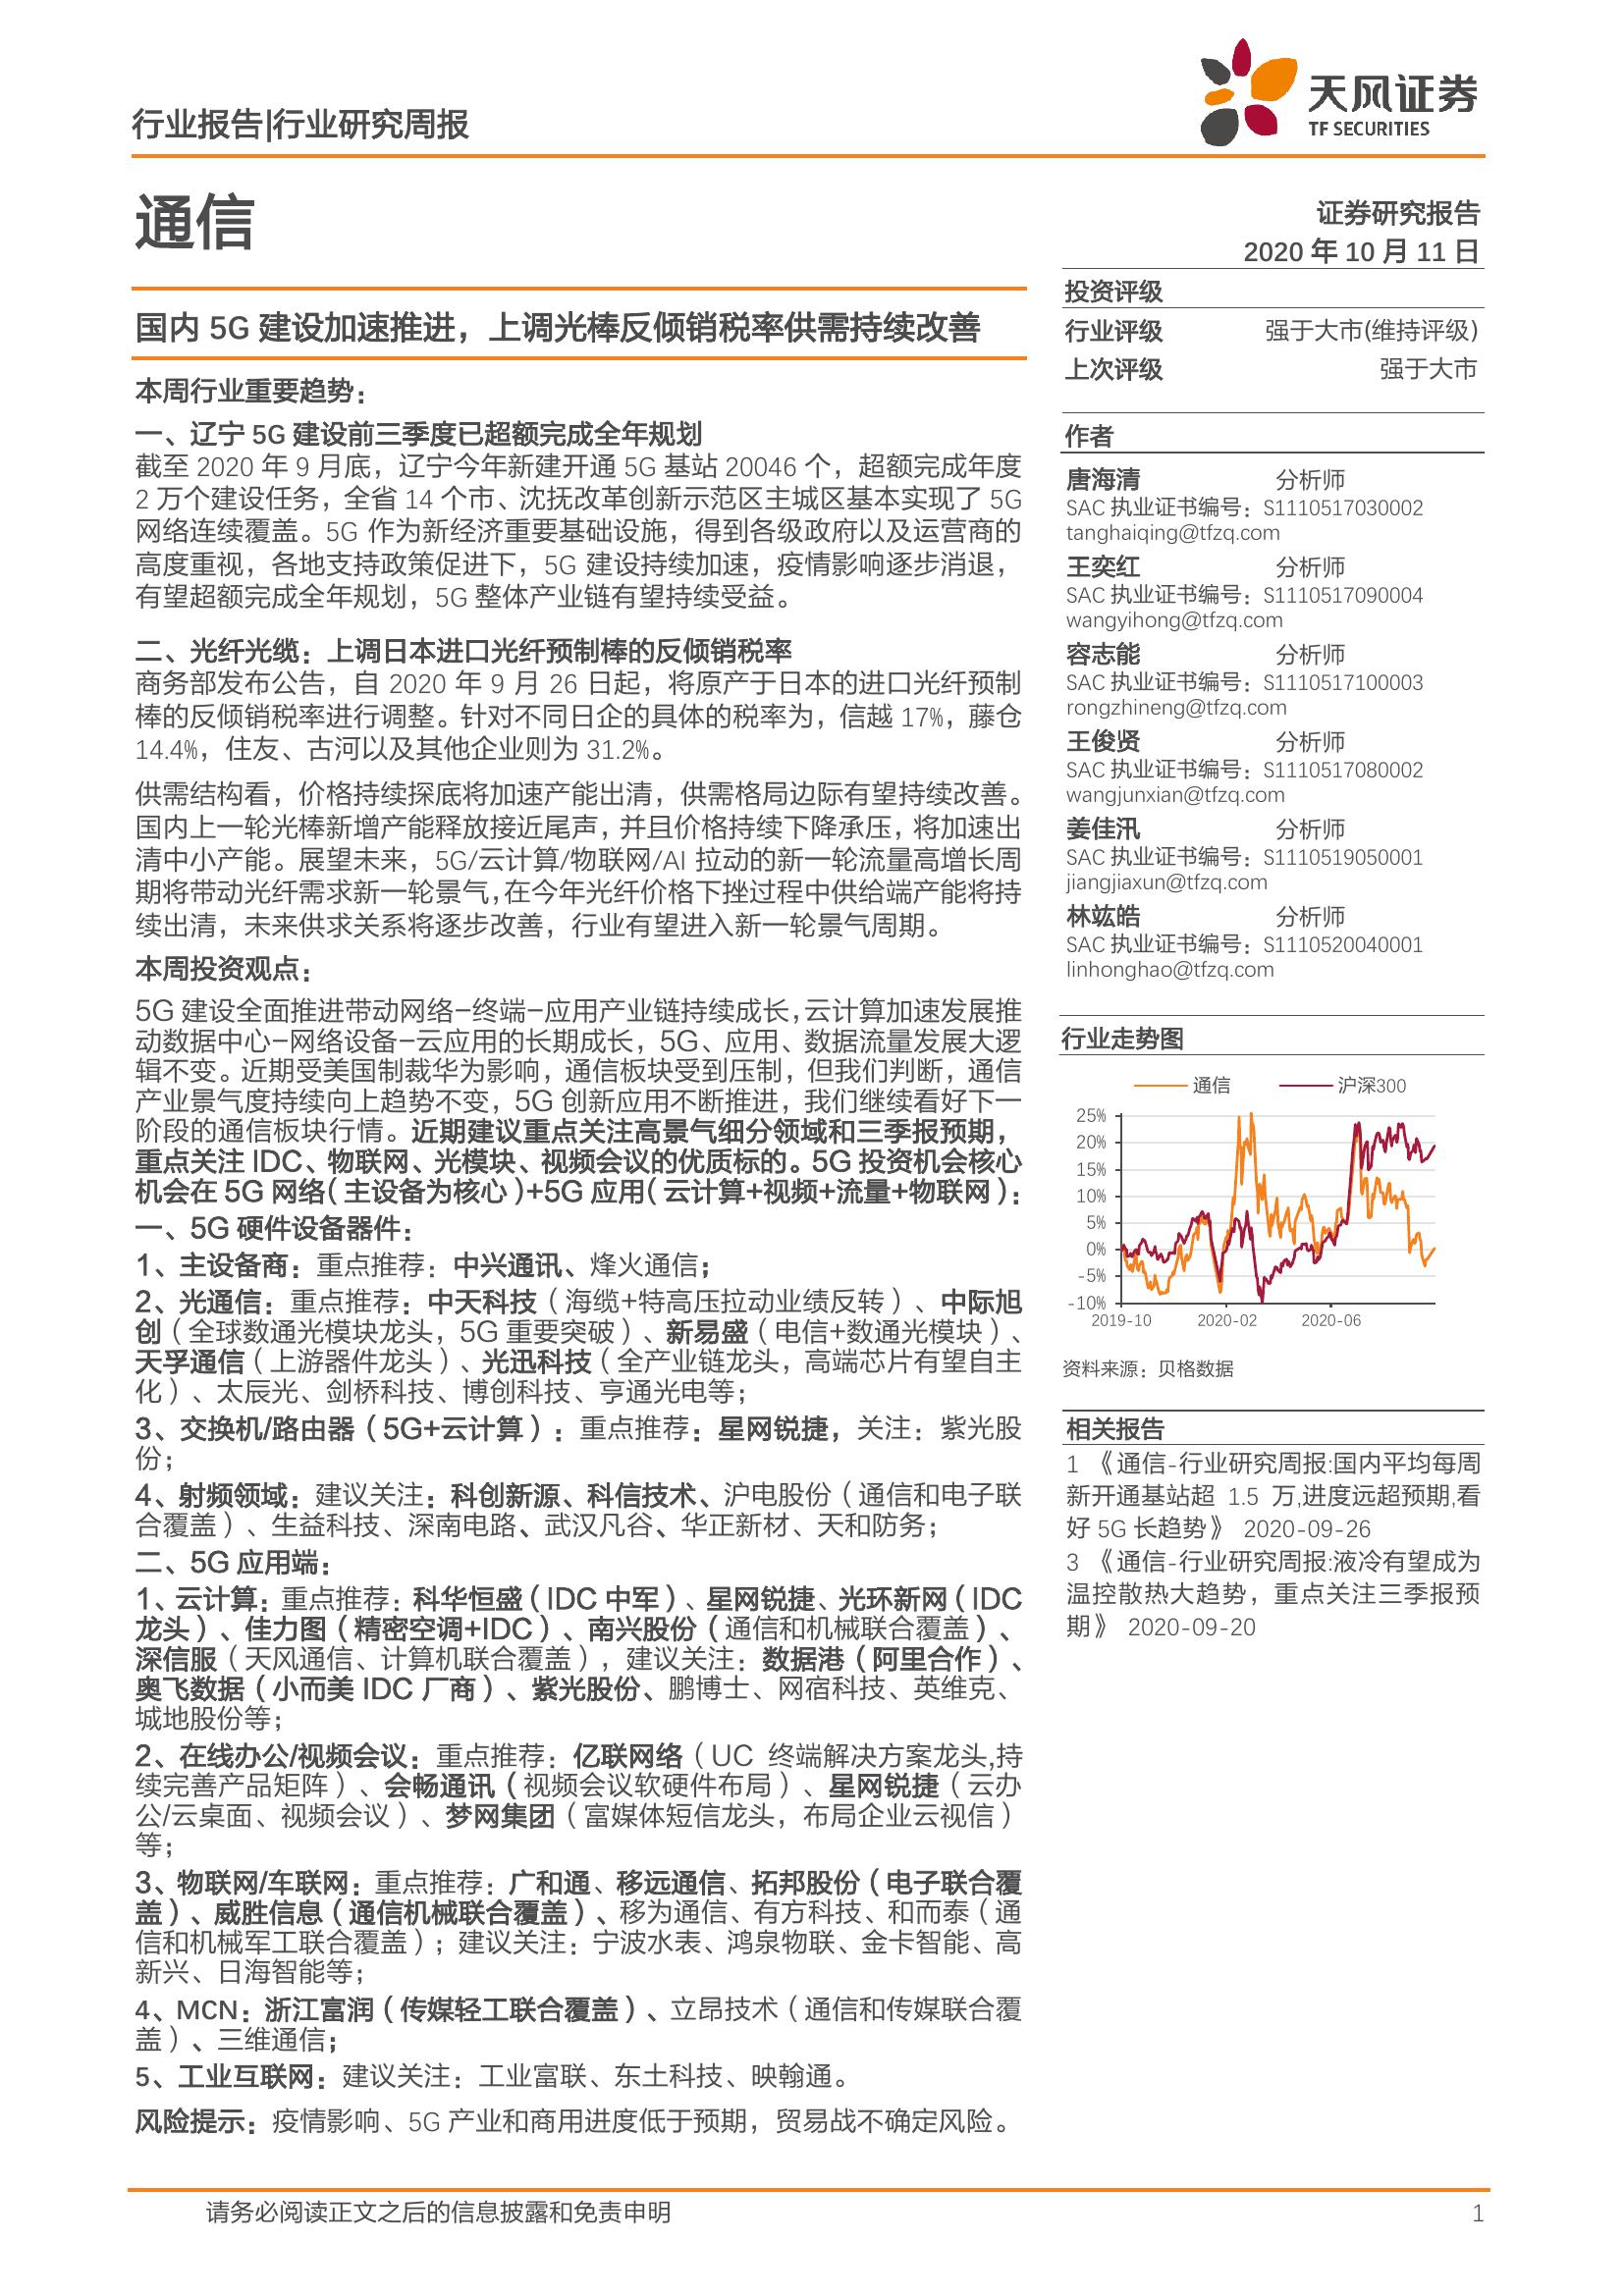 行业报告|行业研究周报
天风证券
TF SECURITIES
通信
证券研究报告
2020 年 10 月 11 日
国内 5G 建设加速推进，上调光棒反倾销税率供需持续改善
本周行业重要趋势：
一、辽宁 5G 建设前三季度已超额完成全年规划
截至 2020 年 9 月底，辽宁今年新建开通 5G 基站 20046 个，超额完成年度
2 万个建设任务，全省 14 个市、沈抚改革创新示范区主城区基本实现了 5G
网络连续覆盖。5G 作为新经济重要基础设施，得到各级政府以及运营商的
高度重视，各地支持政策促进下，5G 建设持续加速，疫情影响逐步消退，
有望超额完成全年规划，5G 整体产业链有望持续受益。
二、光纤光缆：上调日本进口光纤预制棒的反倾销税率
商务部发布公告，自 2020 年 9 月 26 日起，将原产于日本的进口光纤预制
棒的反倾销税率进行调整。针对不同日企的具体的税率为，信越 17%，藤仓
14.4%，住友、古河以及其他企业则为 31.2%。
供需结构看，价格持续探底将加速产能出清，供需格局边际有望持续改善。
国内上一轮光棒新增产能释放接近尾声，并且价格持续下降承压，将加速出
清中小产能。展望未来，5G/云计算/物联网/AI 拉动的新一轮流量高增长周
期将带动光纤需求新一轮景气，在今年光纤价格下挫过程中供给端产能将持
续出清，未来供求关系将逐步改善，行业有望进入新一轮景气周期。
本周投资观点：
5G 建设全面推进带动网络–终端–应用产业链持续成长，云计算加速发展推
动数据中心–网络设备–云应用的长期成长，5G、应用、数据流量发展大逻
辑不变。近期受美国制裁华为影响，通信板块受到压制，但我们判断，通信
产业景气度持续向上趋势不变，5G 创新应用不断推进，我们继续看好下一
阶段的通信板块行情。近期建议重点关注高景气细分领域和三季报预期，
重点关注 IDC、物联网、光模块、视频会议的优质标的。5G 投资机会核心
机会在 5G 网络（主设备为核心）+5G 应用（云计算+视频+流量+物联网）：
一、5G 硬件设备器件：
1、主设备商：重点推荐：中兴通讯、烽火通信；
2、光通信：重点推荐：中天科技（海缆+特高压拉动业绩反转）、中际旭
创（全球数通光模块龙头，5G 重要突破）、新易盛（电信+数通光模块）、
天孚通信（上游器件龙头）、光迅科技（全产业链龙头，高端芯片有望自主
化）、太辰光、剑桥科技、博创科技、亨通光电等；
3、交换机/路由器（5G+云计算）：重点推荐：星网锐捷，关注：紫光股
份；
4、射频领域：建议关注：科创新源、科信技术、沪电股份（通信和电子联
合覆盖）、生益科技、深南电路、武汉凡谷、华正新材、天和防务；
二、5G 应用端：
1、云计算：重点推荐：科华恒盛（IDC 中军）、星网锐捷、光环新网（IDC
龙头）、佳力图（精密空调+IDC）、南兴股份（通信和机械联合覆盖）、
深信服（天风通信、计算机联合覆盖），建议关注：数据港（阿里合作）、
奥飞数据（小而美 IDC 厂商）、紫光股份、鹏博士、网宿科技、英维克、
城地股份等；
2、在线办公/视频会议：重点推荐：亿联网络（UC 终端解决方案龙头,持
续完善产品矩阵）、会畅通讯（视频会议软硬件布局）、星网锐捷（云办
公/云桌面、视频会议）、梦网集团（富媒体短信龙头，布局企业云视信）
等；
3、物联网/车联网：重点推荐：广和通、移远通信、拓邦股份（电子联合覆
盖）、威胜信息（通信机械联合覆盖）、移为通信、有方科技、和而泰（通
信和机械军工联合覆盖）；建议关注：宁波水表、鸿泉物联、金卡智能、高
新兴、日海智能等；
4、MCN：浙江富润（传媒轻工联合覆盖）、立昂技术（通信和传媒联合覆
盖）、三维通信；
5、工业互联网：建议关注：工业富联、东土科技、映翰通。
风险提示：疫情影响、5G 产业和商用进度低于预期，贸易战不确定风险。
投资评级
行业评级 强于大市(维持评级)
上次评级 强于大市
作者
唐海清 分析师
SAC 执业证书编号：S1110517030002
tanghaiqing@tfzq.com
王奕红 分析师
SAC 执业证书编号：S1110517090004
wangyihong@tfzq.com
容志能 分析师
SAC 执业证书编号：S1110517100003
rongzhineng@tfzq.com
王俊贤 分析师
SAC 执业证书编号：S1110517080002
wangjunxian@tfzq.com
姜佳汛 分析师
SAC 执业证书编号：S1110519050001
jiangjiaxun@tfzq.com
林竑皓 分析师
SAC 执业证书编号：S1110520040001
linhonghao@tfzq.com
行业走势图
通信 沪深300
25%
20%
15%
10%
5%
0%
-5%
-10%
2019-10 2020-02 2020-06
资料来源：贝格数据
相关报告
1 《通信-行业研究周报:国内平均每周
新开通基站超 1.5 万,进度远超预期,看
好 5G 长趋势》 2020-09-26
3 《通信-行业研究周报:液冷有望成为
温控散热大趋势，重点关注三季报预
期》 2020-09-20
请务必阅读正文之后的信息披露和免责申明 1